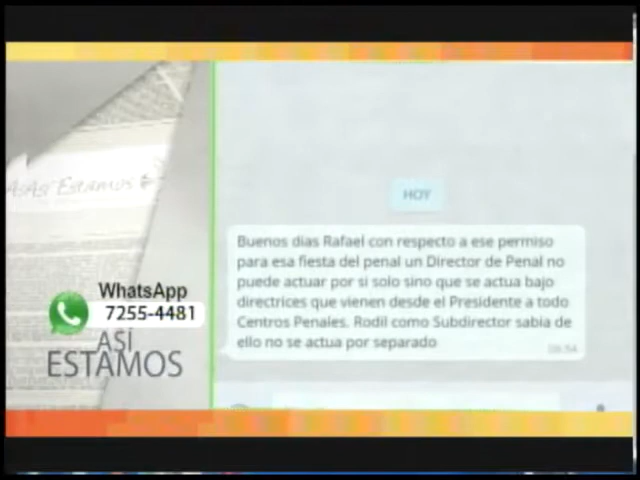 HOY
Buenos dias Rafael con respecto a ese permiso
para esa fiesta del penal un Director de Penal no
puede actuar por si solo sino que se actua bajo
directrices que vienen desde el Presidente a todo
Centros Penales. Rodil como Subdirector sabia de
ello no se actua por separado
WhatsApp
7255-4481
ASÍ
ESTAMOS
Así Estamos